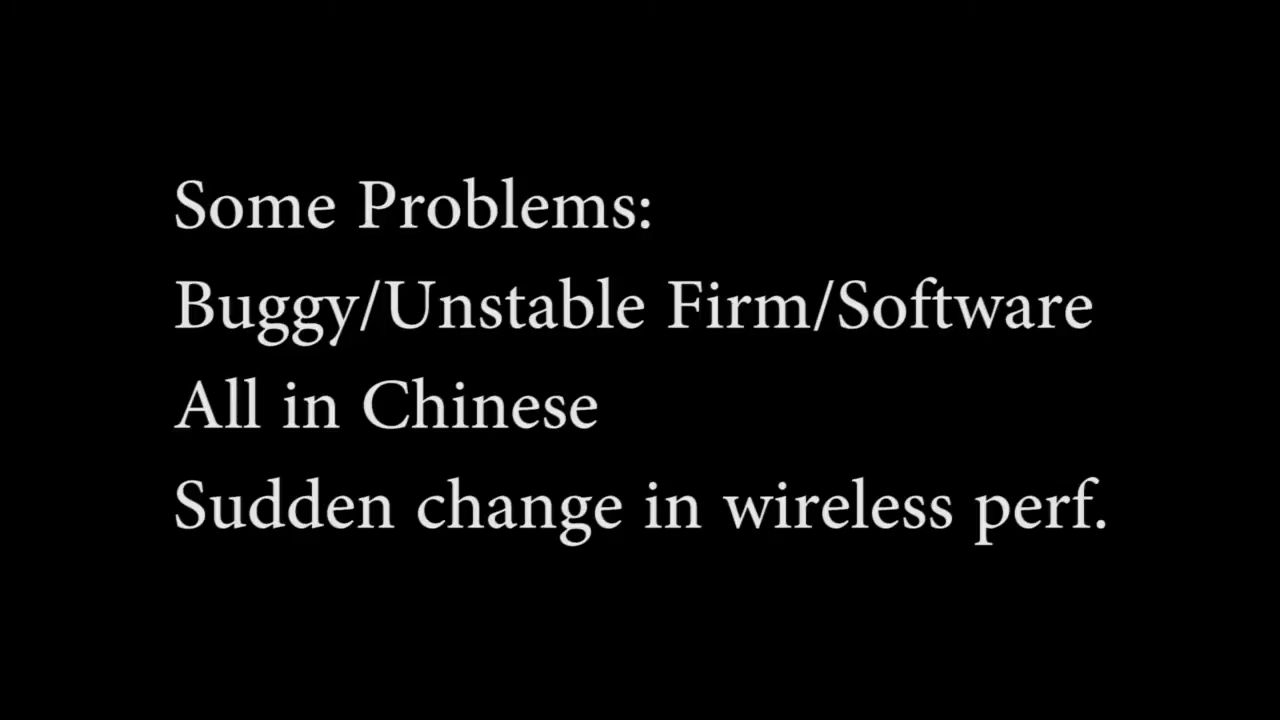 Some Problems:
Buggy/Unstable Firm/Software
All in Chinese
Sudden change in wireless perf.